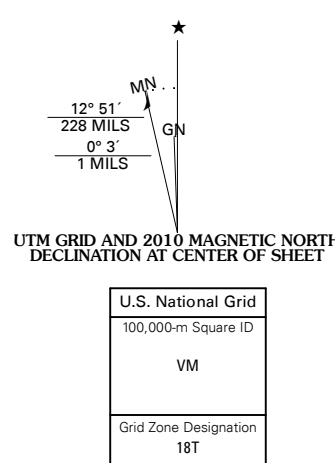 MN
12° 51´
228 MILS
GN
0° 3´
1 MILS
UTM GRID AND 2010 MAGNETIC NORTH
DECLINATION AT CENTER OF SHEET
U.S. National Grid
100,000-m Square ID
VM
Grid Zone Designation
18T